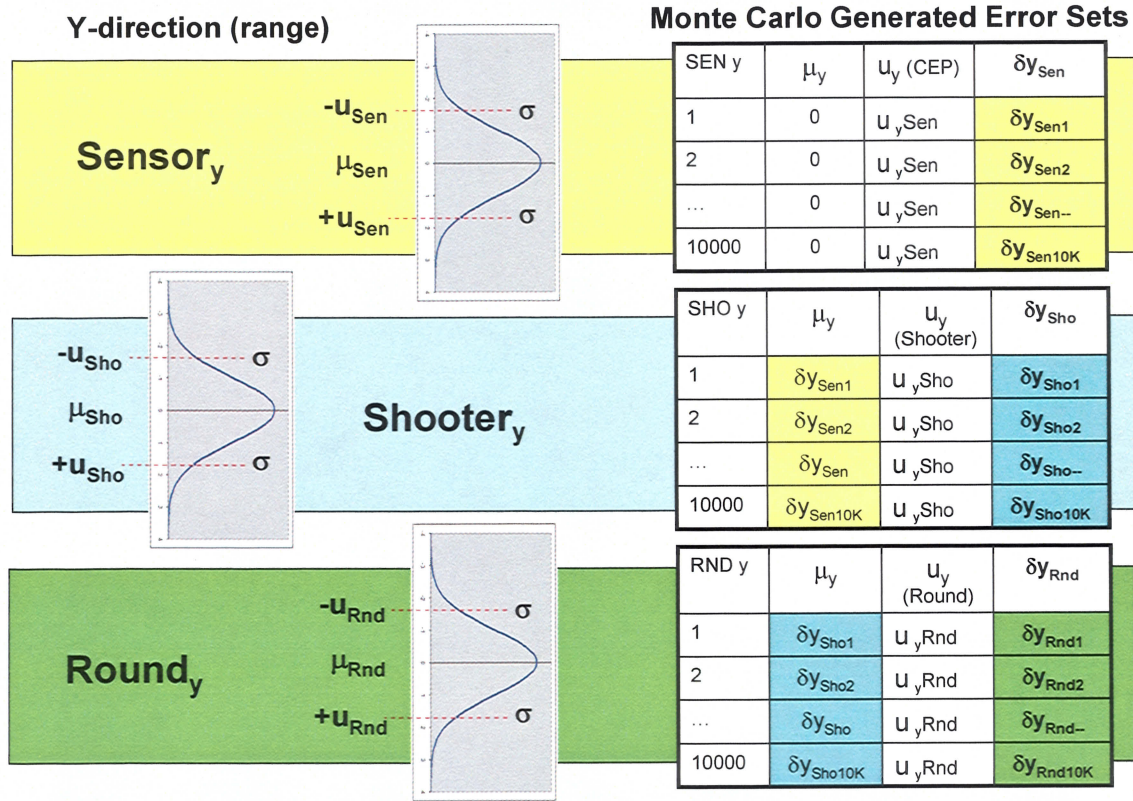 Y-direction (range)
Monte Carlo Generated Error Sets
-uSen σ
Sensory μSen
+uSen σ
SEN y μy uy (CEP) δySen
1 0 u ySen δySen1
2 0 u ySen δySen2
... 0 u ySen δySen--
10000 0 u ySen δySen10K
-uSho σ
μSho Shootery
+uSho σ
SHO y μy uy (Shooter) δySho
1 δySen1 u ySho δySho1
2 δySen2 u ySho δySho2
... δySen u ySho δySho--
10000 δySen10K u ySho δySho10K
-uRnd σ
Roundy μRnd
+uRnd σ
RND y μy uy (Round) δyRnd
1 δySho1 u yRnd δyRnd1
2 δySho2 u yRnd δyRnd2
... δySho u yRnd δyRnd--
10000 δySho10K u yRnd δyRnd10K